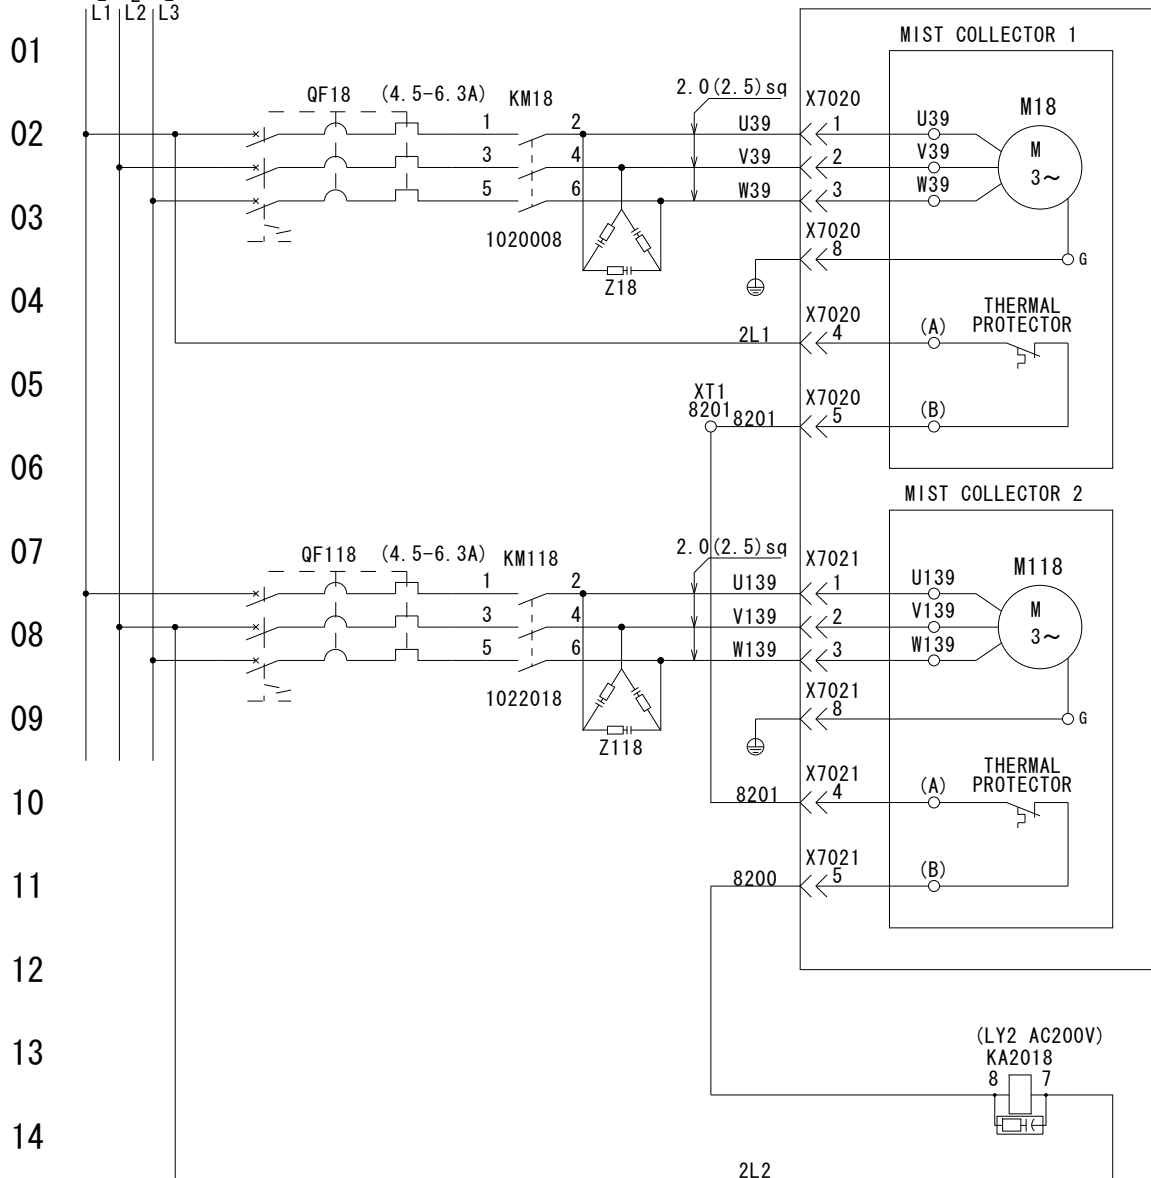 L1 L2 L3
01
MIST COLLECTOR 1
QF18 (4.5-6.3A) KM18 2.0(2.5)sq X7020 M18
02
1 2 U39 1 U39
3 4 V39 2 V39 M
5 6 W39 3 W39 3~
03
1020008 X7020
8 G
Z18
04
X7020 THERMAL
2L1 4 (A) PROTECTOR
05
XT1 X7020
8201 8201 5 (B)
06
MIST COLLECTOR 2
07
QF118 (4.5-6.3A) KM118 2.0(2.5)sq X7021 M118
1 2 U139 1 U139
08
3 4 V139 2 V139 M
5 6 W139 3 W139 3~
1022018 X7021
09
8 G
Z118
X7021 THERMAL
10
8201 4 (A) PROTECTOR
X7021
11
8200 5 (B)
12
13
(LY2 AC200V)
KA2018
8 7
14
2L2